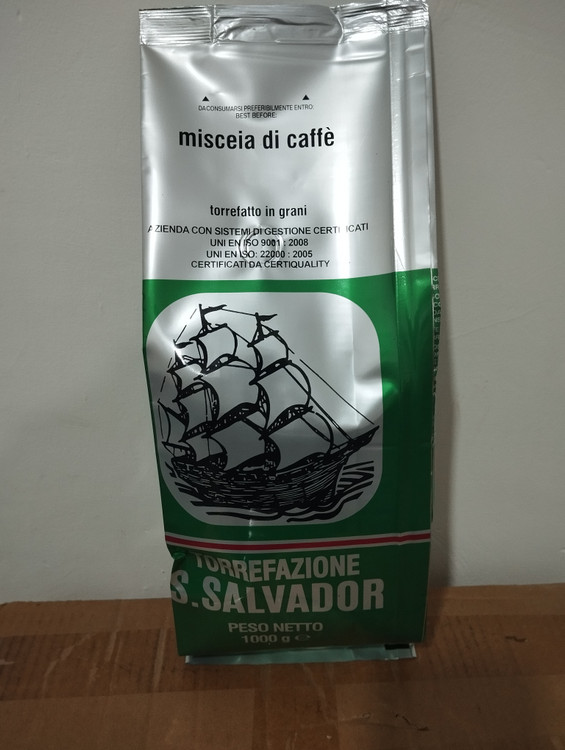 DA CONSUMARSI PREFERIBILMENTE ENTRO:
BEST BEFORE:
miscela di caffè
torrefatto in grani
AZIENDA CON SISTEMI DI GESTIONE CERTIFICATI
UNI EN ISO 9001 : 2008
UNI EN ISO: 22000 : 2005
CERTIFICATI DA CERTIQUALITY
TORREFAZIONE
S.SALVADOR
PESO NETTO
1000 g ℮